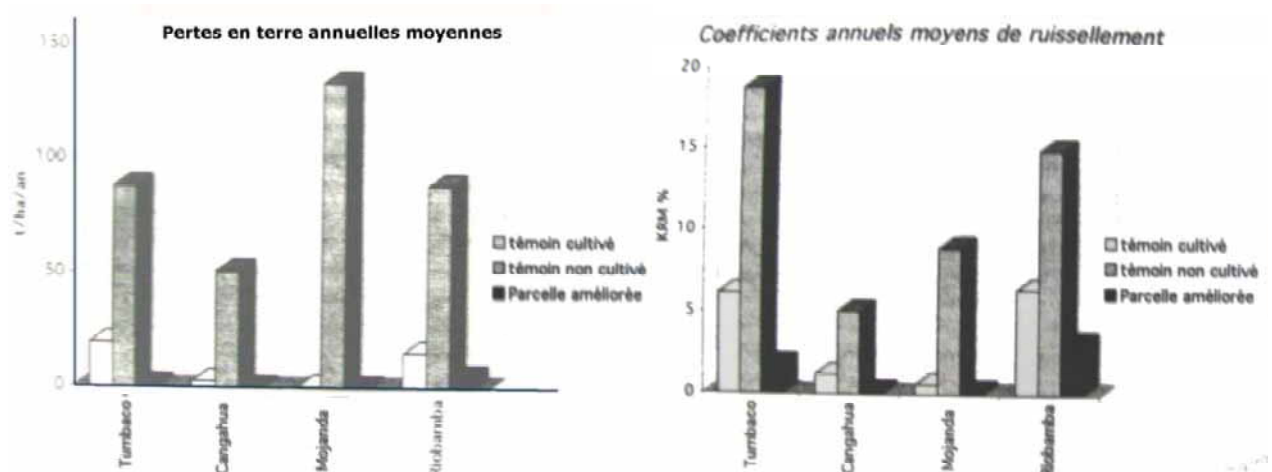 Pertes en terre annuelles moyennes
150
100
50
0
t/ha/an
témoin cultivé
témoin non cultivé
Parcelle améliorèe
Tumbaco
Cangahua
Mojanda
Riobamba
Coefficients annuels moyens de ruissellement
20
15
10
5
0
KRM %
témoin cultivé
témoin non cultivé
Parcelle améliorèe
Tumbaco
Cangahua
Mojanda
Riobamba